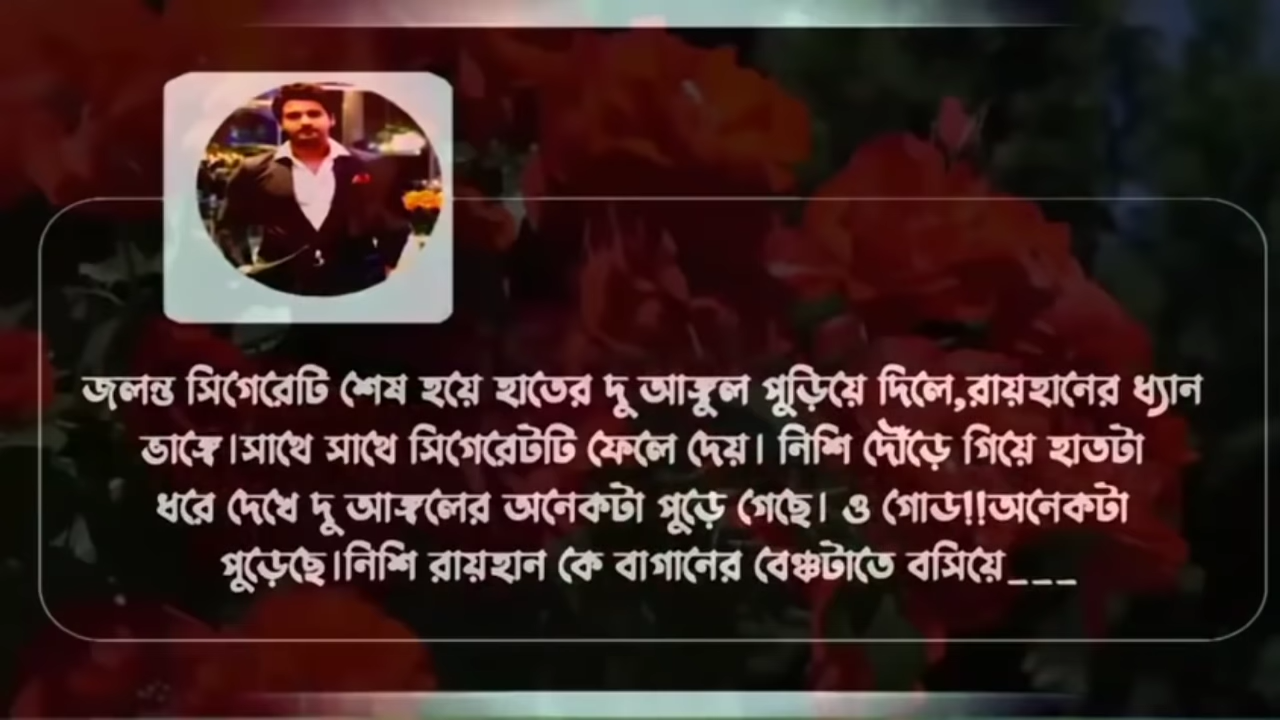 জলন্ত সিগেরেটি শেষ হয়ে হাতের দু আঙ্গুল পুড়িয়ে দিলে,রায়হানের ধ্যান
ভাঙ্গে।সাথে সাথে সিগেরেটটি ফেলে দেয়। নিশি দৌঁড়ে গিয়ে হাতটা
ধরে দেখে দু আঙ্গলের অনেকটা পুড়ে গেছে। ও গোড!!অনেকটা
পুড়েছে।নিশি রায়হান কে বাগানের বেঞ্চটাতে বসিয়ে___